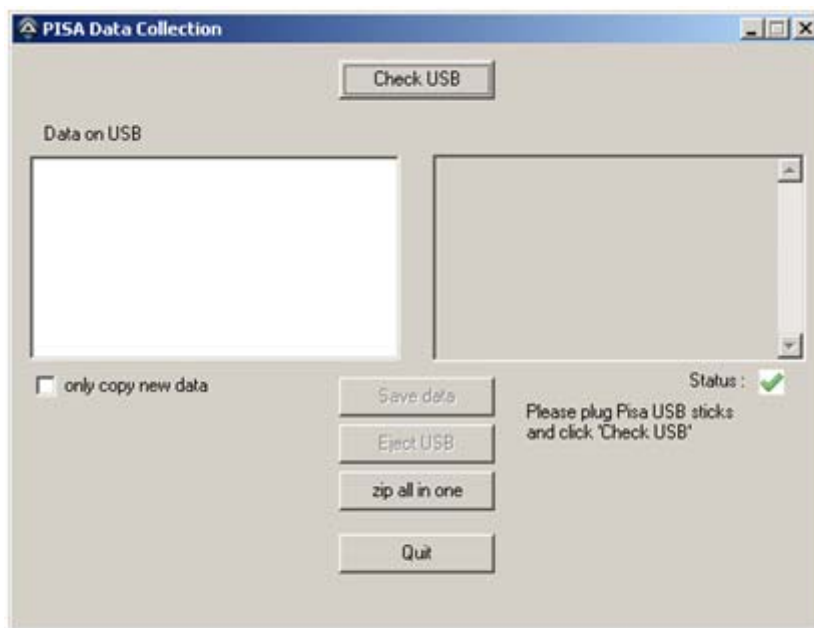 PISA Data Collection
Check USB
Data on USB
only copy new data
Save data
Status :
Please plug Pisa USB sticks
and click 'Check USB'
Eject USB
zip all in one
Quit